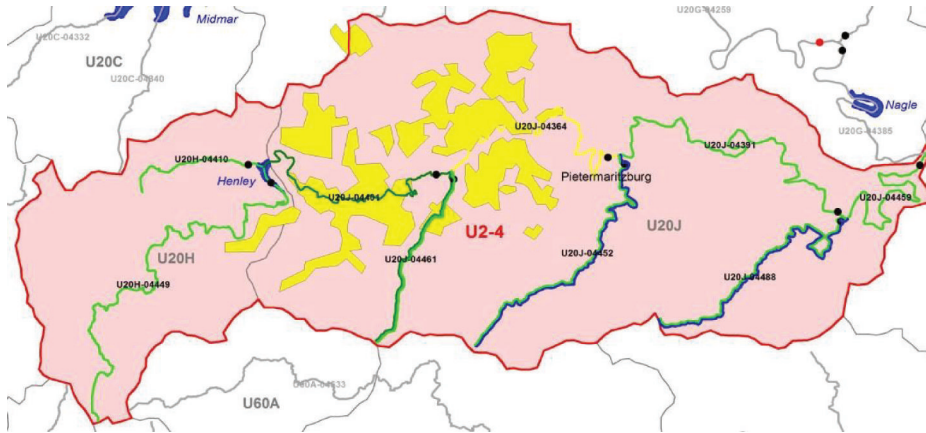 Midmar
U20G-04259
U20C-04332
U20C
U20C-04340
Nagle
U20G-04385
U20J-04364
U20J-04391
U20H-04410
Pietermaritzburg
Henley
U20J-04401
U20J-04459
U2-4
U20J
U20H
U20J-04461
U20J-04452
U20J-04488
U20H-04449
U60A-04533
U60A